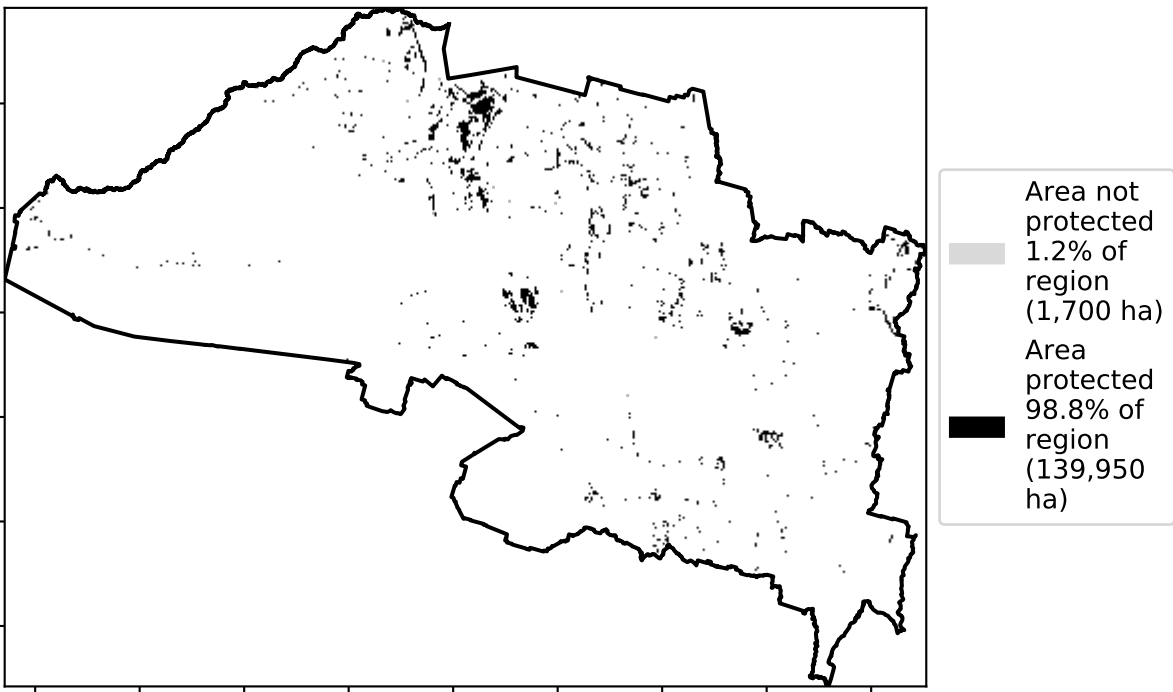 Area not
protected
1.2% of
region
(1,700 ha)
Area
protected
98.8% of
region
(139,950
ha)